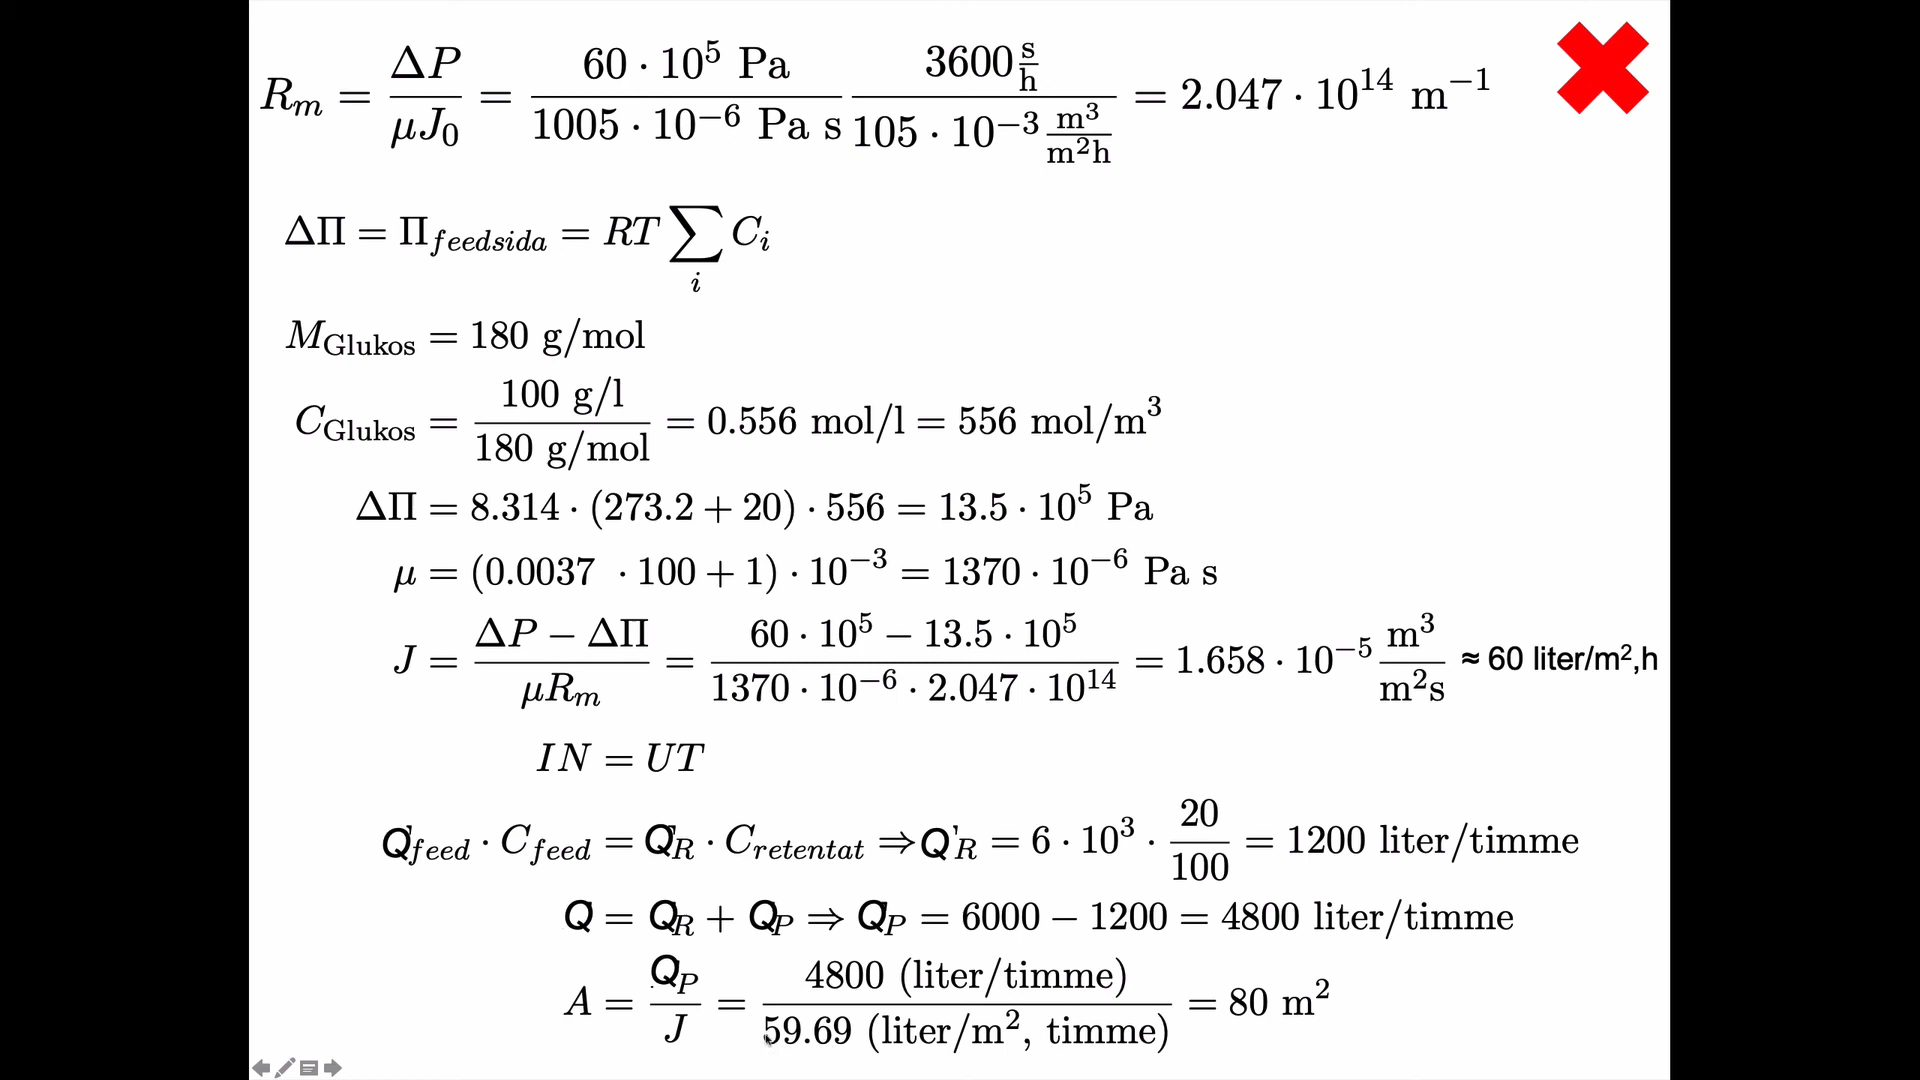 R_m = ΔP / μJ_0 = 60 · 10^5 Pa / 1005 · 10^−6 Pa s 3600 s/h / 105 · 10^−3 m^3/m^2h = 2.047 · 10^14 m^−1
ΔΠ = Π_feedsida = RT ∑_i C_i
M_Glukos = 180 g/mol
C_Glukos = 100 g/l / 180 g/mol = 0.556 mol/l = 556 mol/m^3
ΔΠ = 8.314 · (273.2 + 20) · 556 = 13.5 · 10^5 Pa
μ = (0.0037 · 100 + 1) · 10^−3 = 1370 · 10^−6 Pa s
J = ΔP − ΔΠ / μR_m = 60 · 10^5 − 13.5 · 10^5 / 1370 · 10^−6 · 2.047 · 10^14 = 1.658 · 10^−5 m^3/m^2s ≈ 60 liter/m^2,h
IN = UT
Q_feed · C_feed = Q_R · C_retentat ⇒ Q_R = 6 · 10^3 · 20/100 = 1200 liter/timme
Q = Q_R + Q_P ⇒ Q_P = 6000 − 1200 = 4800 liter/timme
A = Q_P / J = 4800 (liter/timme) / 59.69 (liter/m^2, timme) = 80 m^2